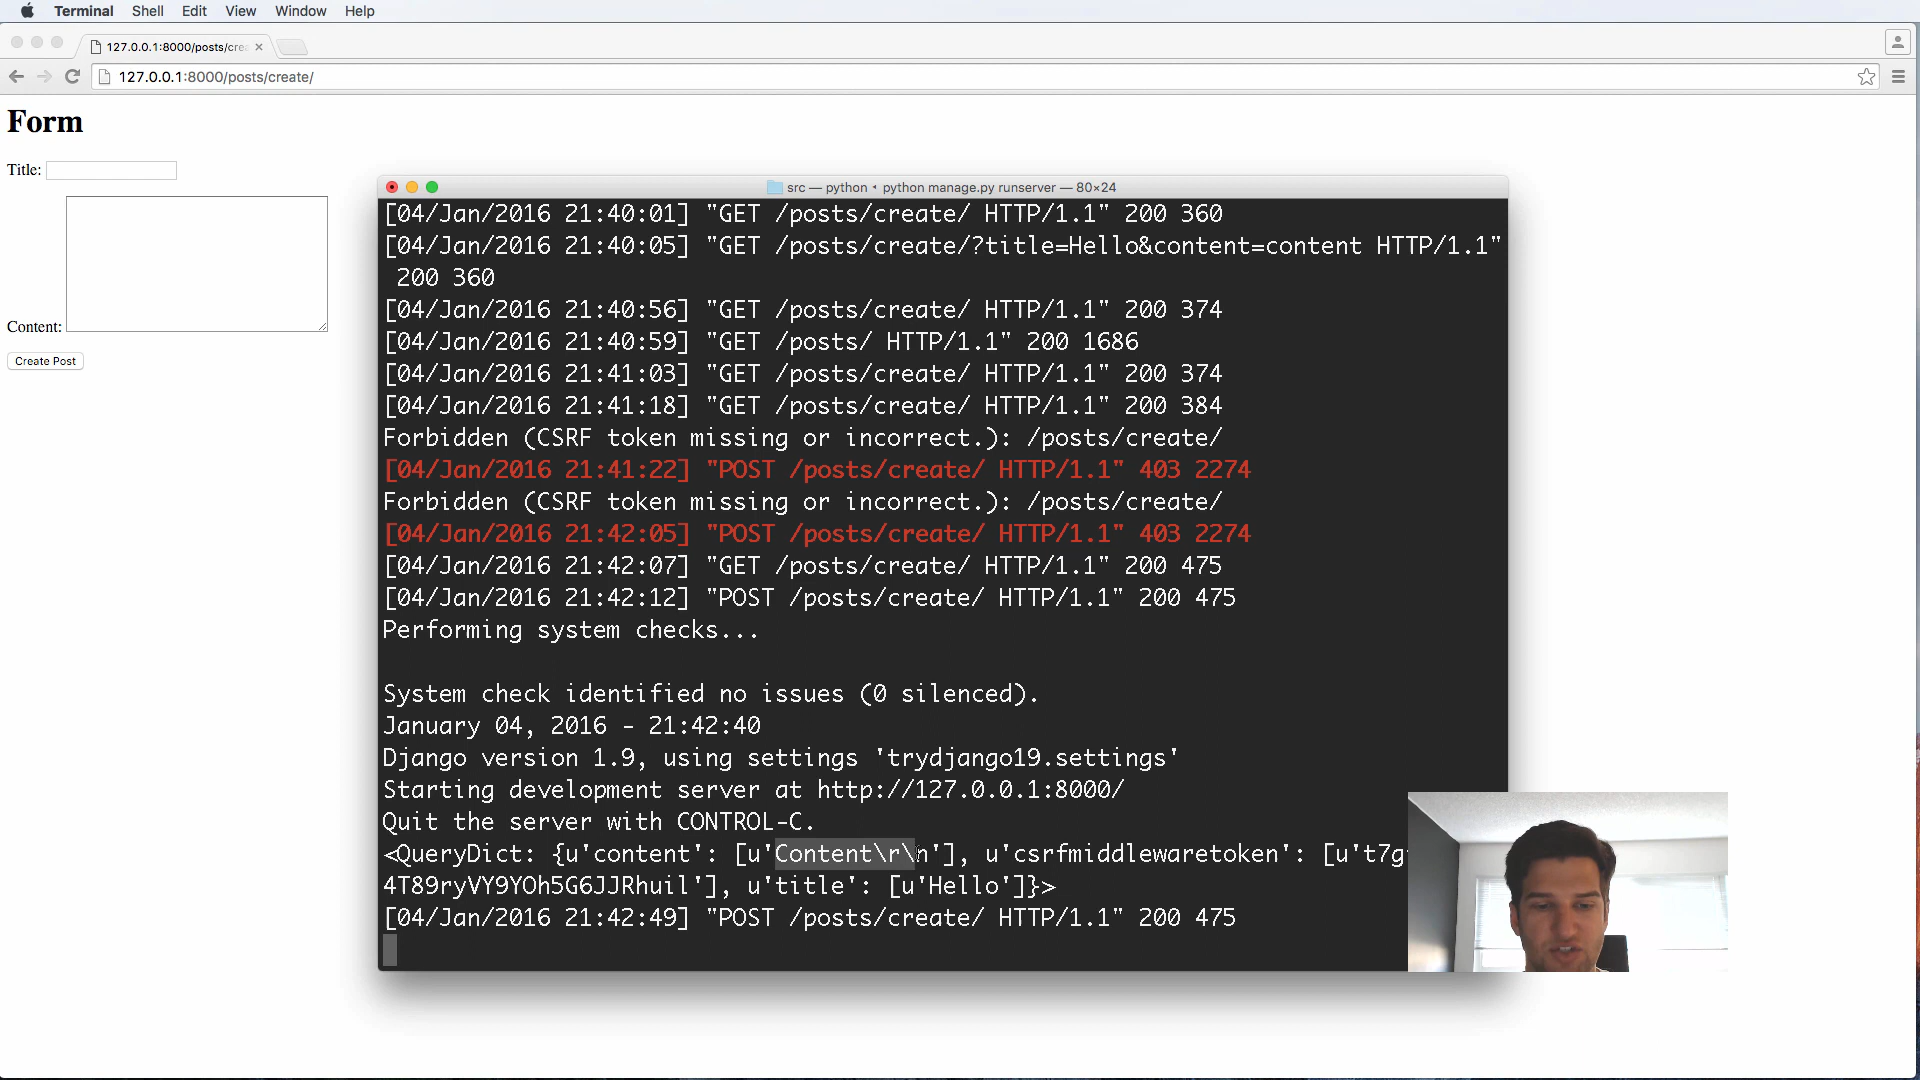 Terminal Shell Edit View Window Help
127.0.0.1:8000/posts/cre
127.0.0.1:8000/posts/create/
Form
Title:
Content:
Create Post
src — python • python manage.py runserver — 80×24
[04/Jan/2016 21:40:01] "GET /posts/create/ HTTP/1.1" 200 360
[04/Jan/2016 21:40:05] "GET /posts/create/?title=Hello&content=content HTTP/1.1"
200 360
[04/Jan/2016 21:40:56] "GET /posts/create/ HTTP/1.1" 200 374
[04/Jan/2016 21:40:59] "GET /posts/ HTTP/1.1" 200 1686
[04/Jan/2016 21:41:03] "GET /posts/create/ HTTP/1.1" 200 374
[04/Jan/2016 21:41:18] "GET /posts/create/ HTTP/1.1" 200 384
Forbidden (CSRF token missing or incorrect.): /posts/create/
[04/Jan/2016 21:41:22] "POST /posts/create/ HTTP/1.1" 403 2274
Forbidden (CSRF token missing or incorrect.): /posts/create/
[04/Jan/2016 21:42:05] "POST /posts/create/ HTTP/1.1" 403 2274
[04/Jan/2016 21:42:07] "GET /posts/create/ HTTP/1.1" 200 475
[04/Jan/2016 21:42:12] "POST /posts/create/ HTTP/1.1" 200 475
Performing system checks...
System check identified no issues (0 silenced).
January 04, 2016 - 21:42:40
Django version 1.9, using settings 'trydjango19.settings'
Starting development server at http://127.0.0.1:8000/
Quit the server with CONTROL-C.
<QueryDict: {u'content': [u'Content\r\n'], u'csrfmiddlewaretoken': [u't7g
4T89ryVY9YOh5G6JJRhuil'], u'title': [u'Hello']}>
[04/Jan/2016 21:42:49] "POST /posts/create/ HTTP/1.1" 200 475